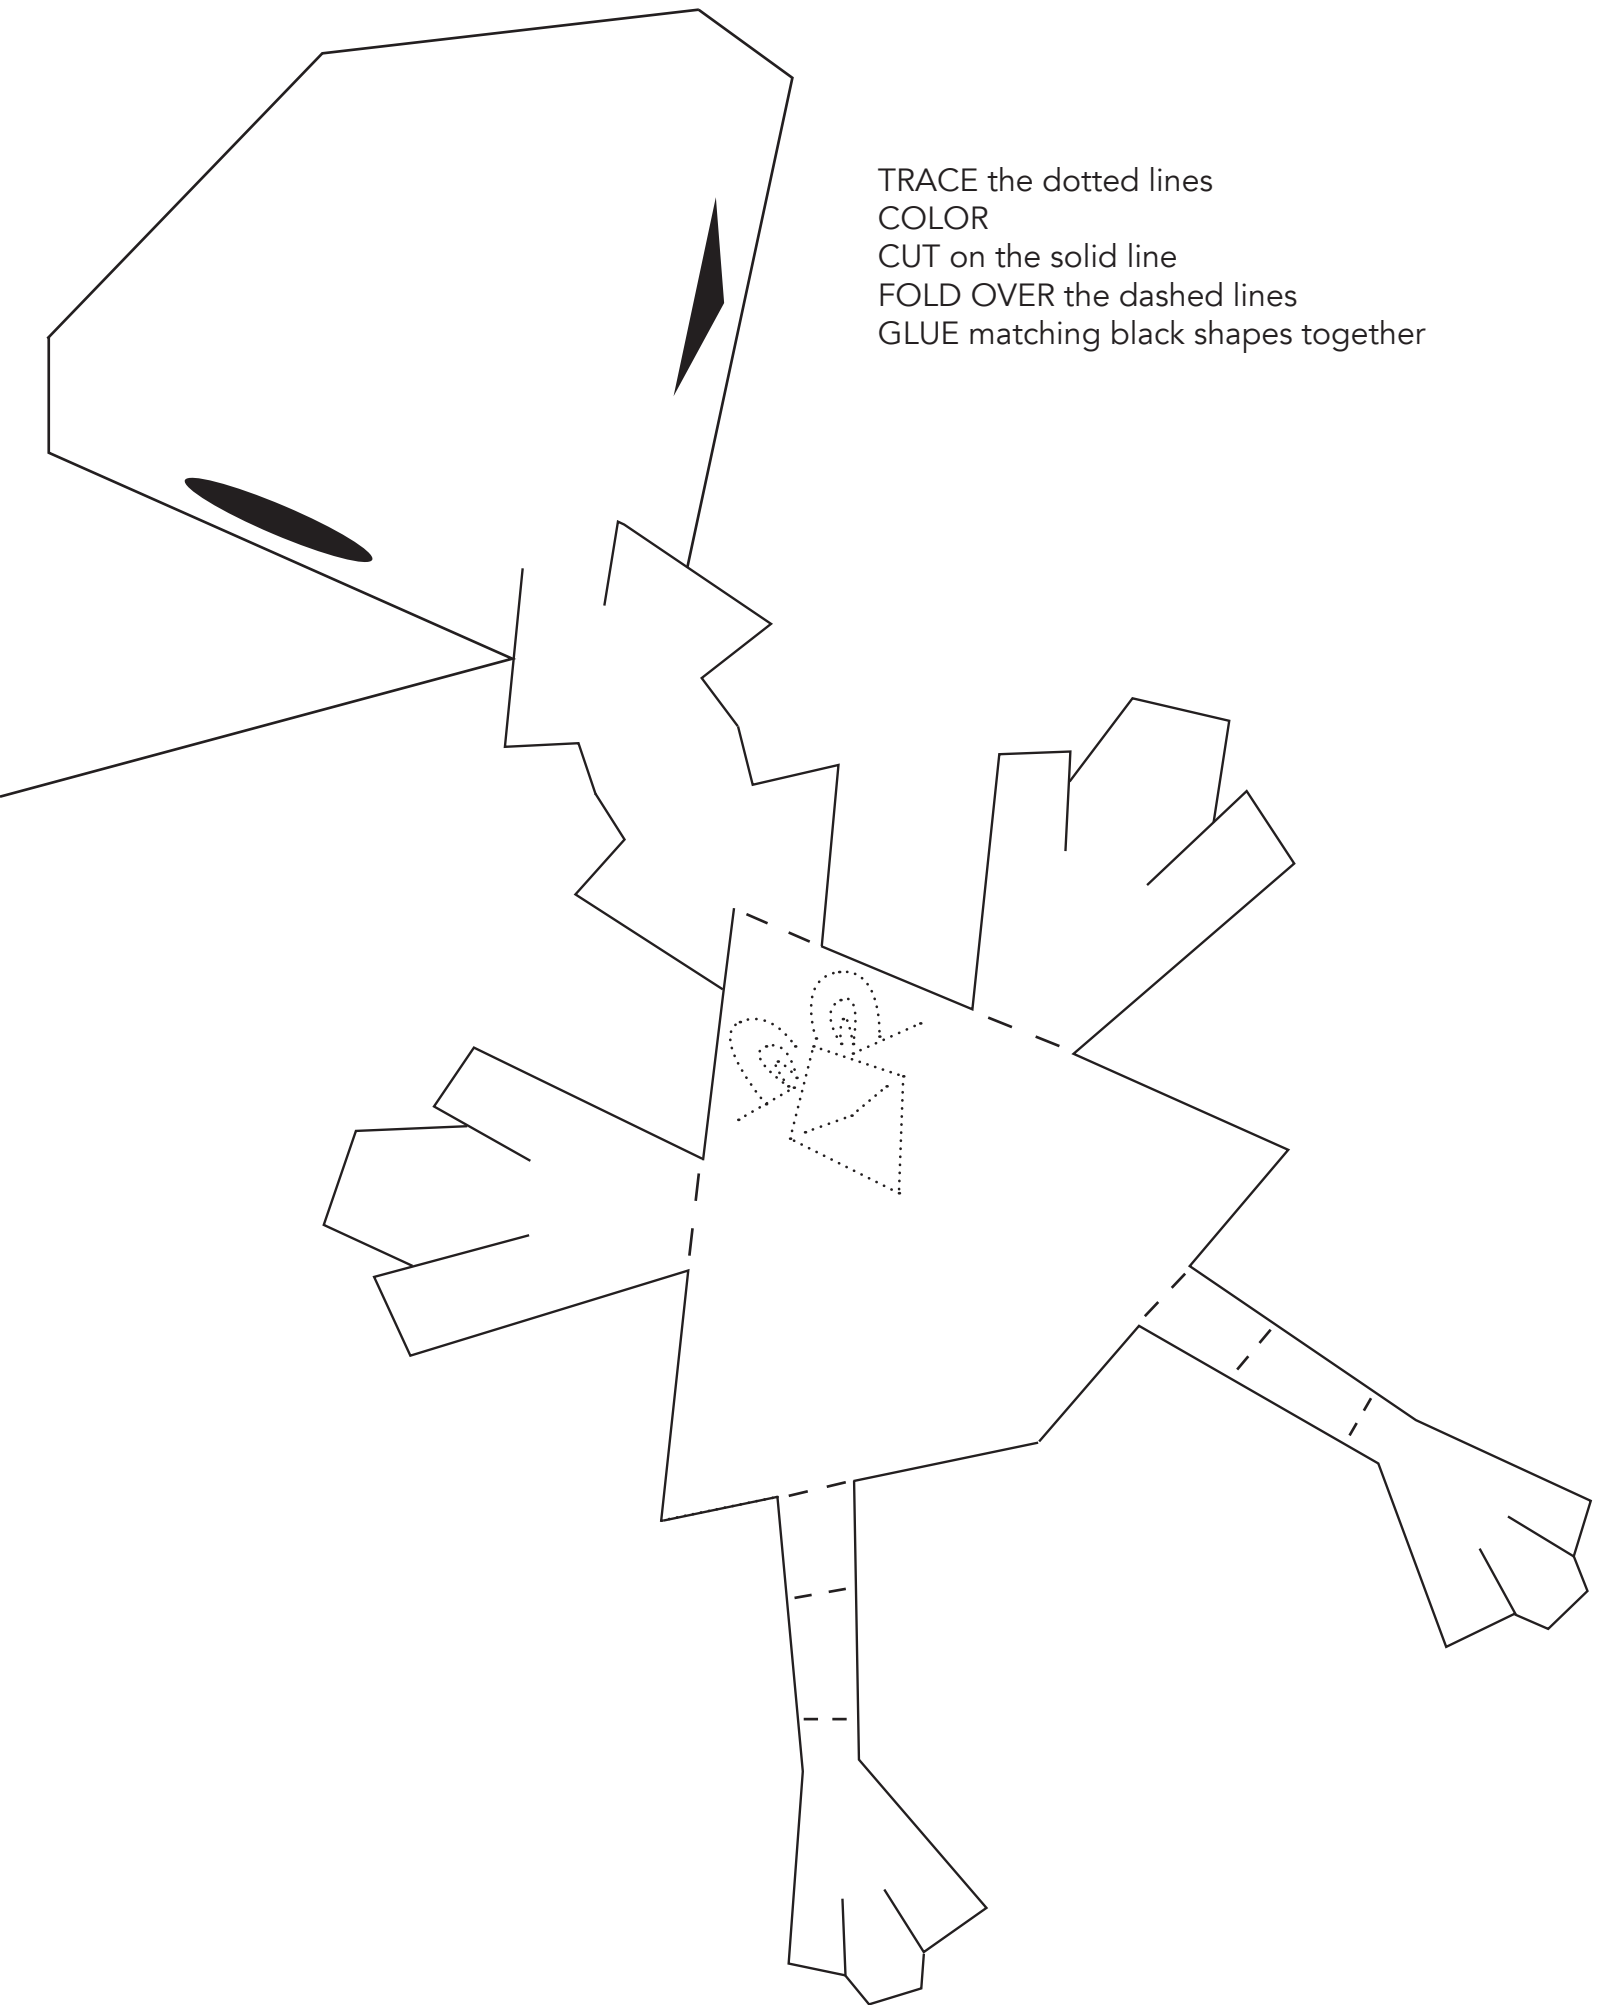 TRACE the dotted lines
COLOR
CUT on the solid line
FOLD OVER the dashed lines
GLUE matching black shapes together